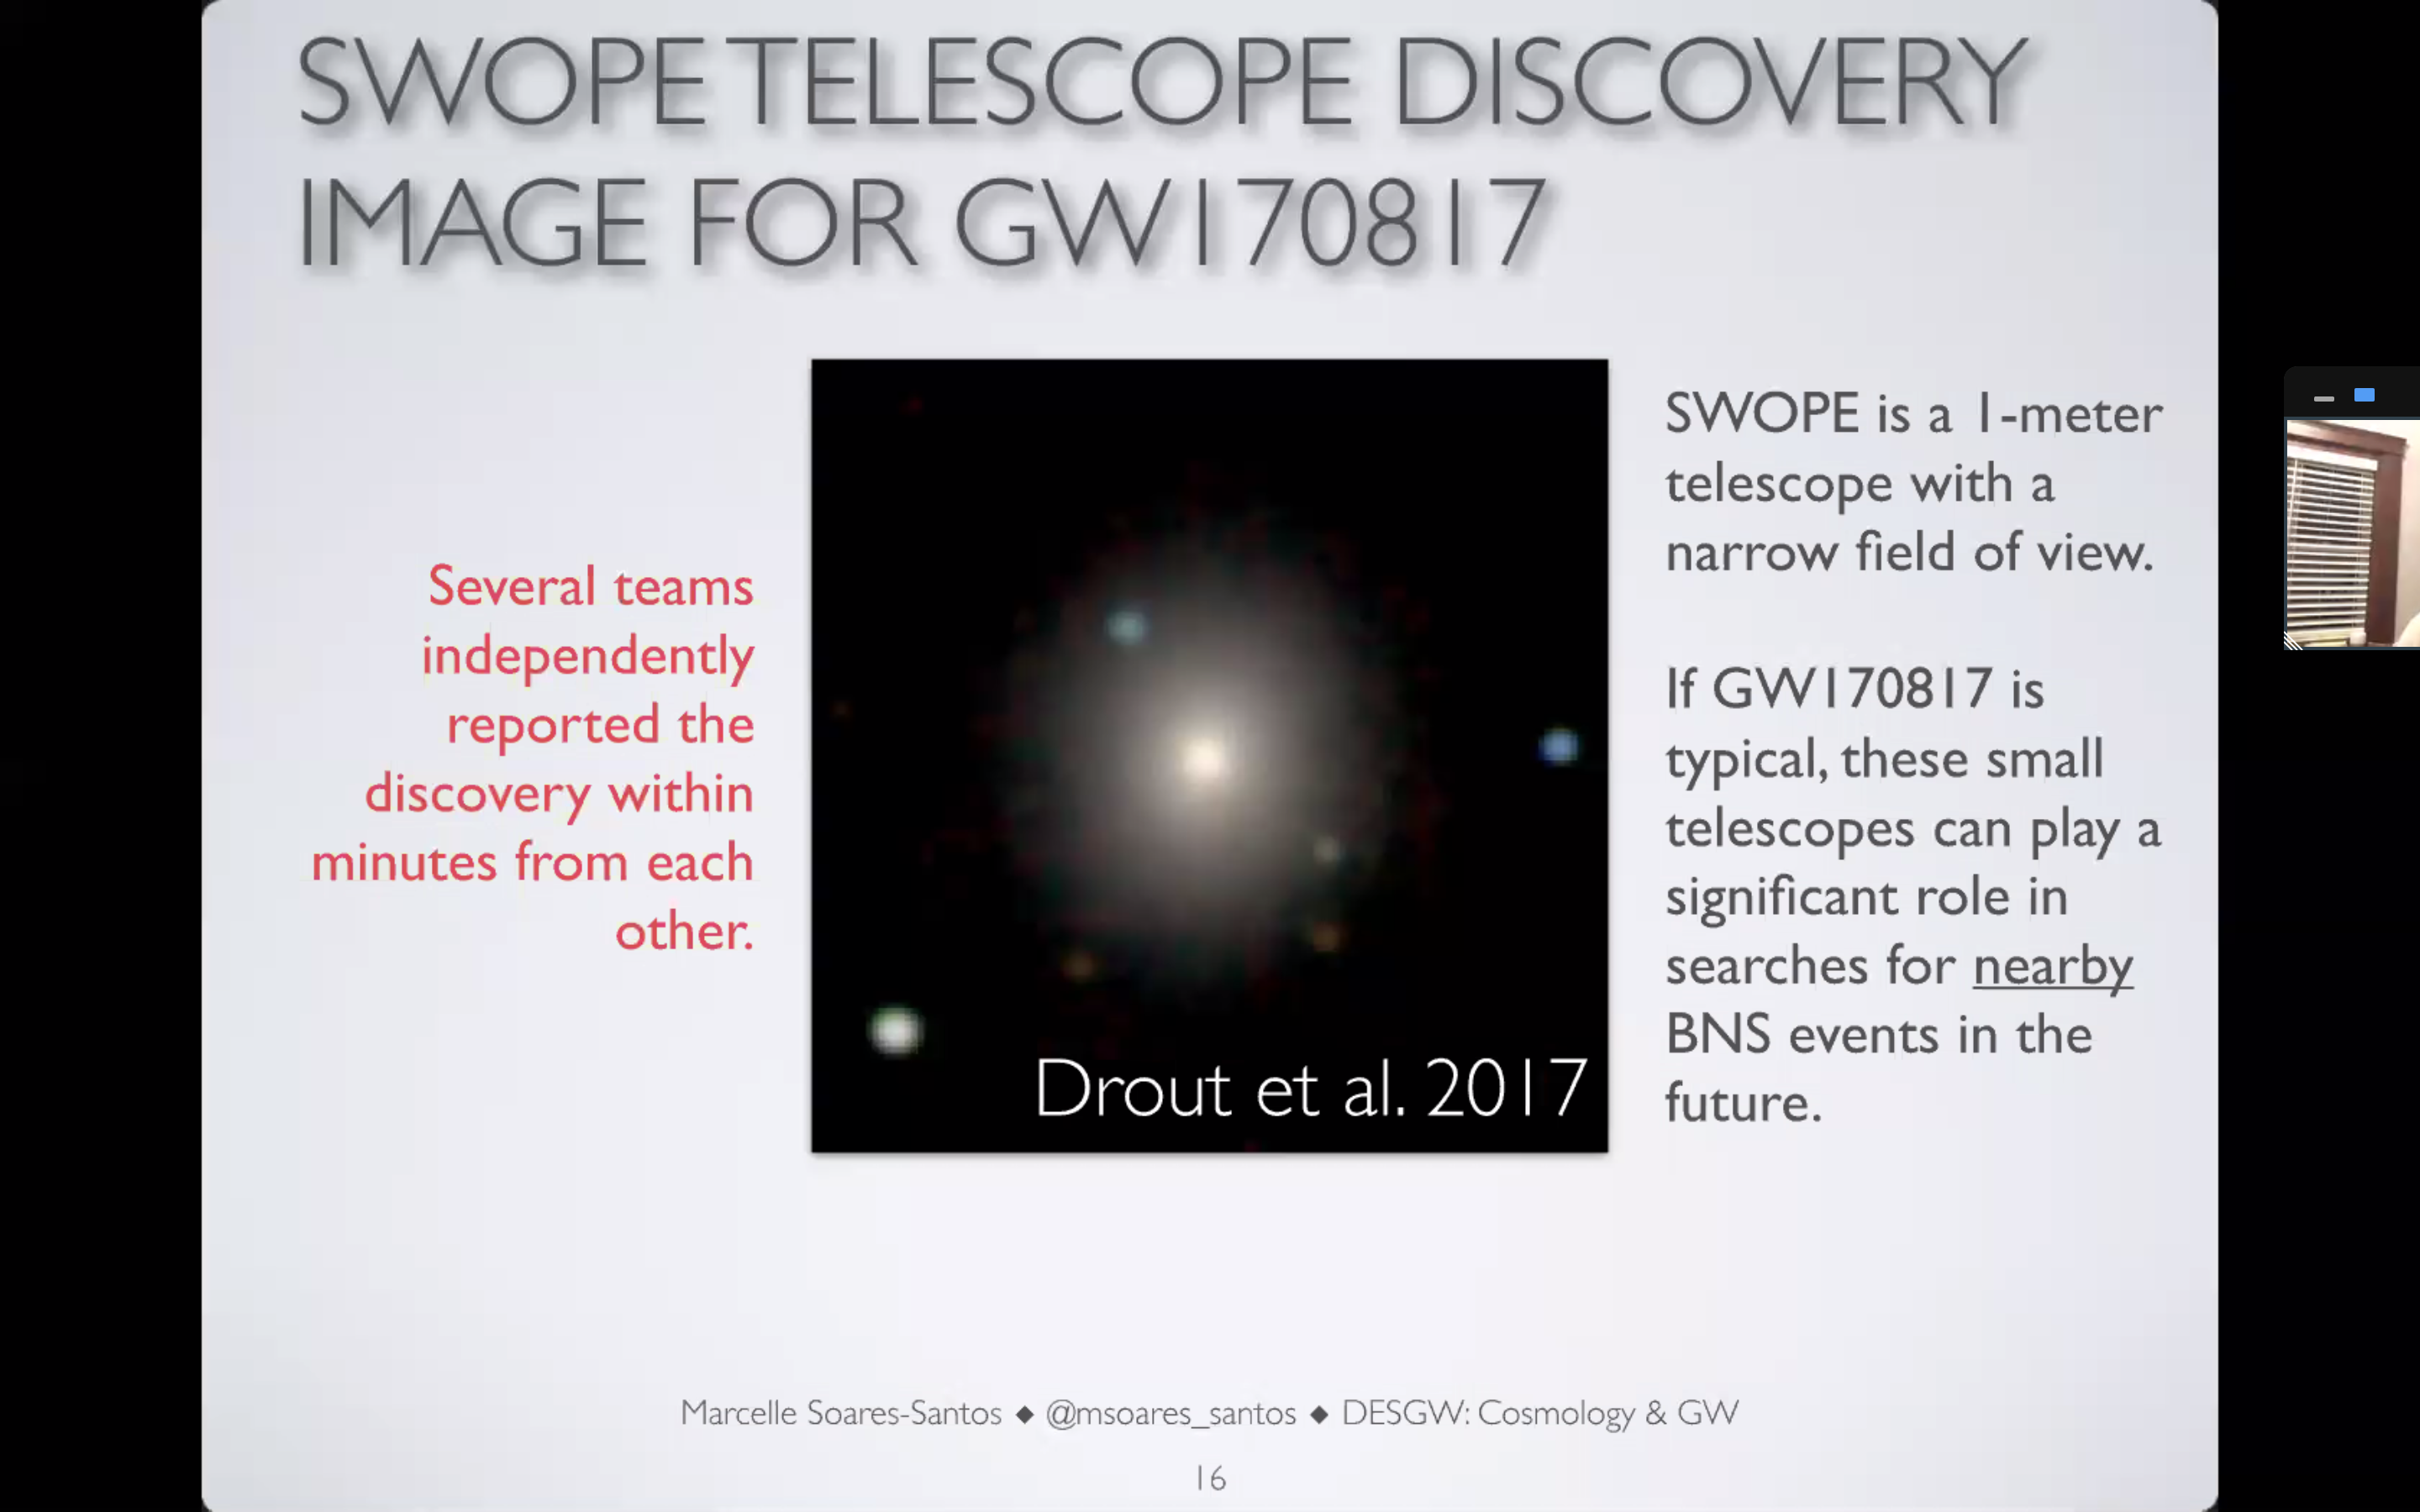 SWOPE TELESCOPE DISCOVERY
IMAGE FOR GW170817
Several teams
independently
reported the
discovery within
minutes from each
other.
Drout et al. 2017
SWOPE is a 1-meter
telescope with a
narrow field of view.
If GW170817 is
typical, these small
telescopes can play a
significant role in
searches for nearby
BNS events in the
future.
Marcelle Soares-Santos ◆ @msoares_santos ◆ DESGW: Cosmology & GW
16